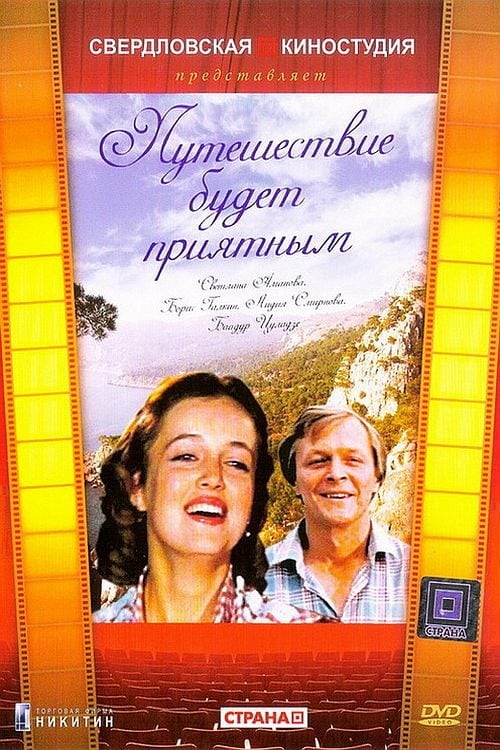 СВЕРДЛОВСКАЯ КИНОСТУДИЯ
представляет
Путешествие
будет
приятным
Светлана Аманова,
Борис Галкин, Лидия Смирнова,
Баадур Цуладзе
СТРАНА
ТОРГОВАЯ ФИРМА
НИКИТИН
СТРАНА
DVD
VIDEO